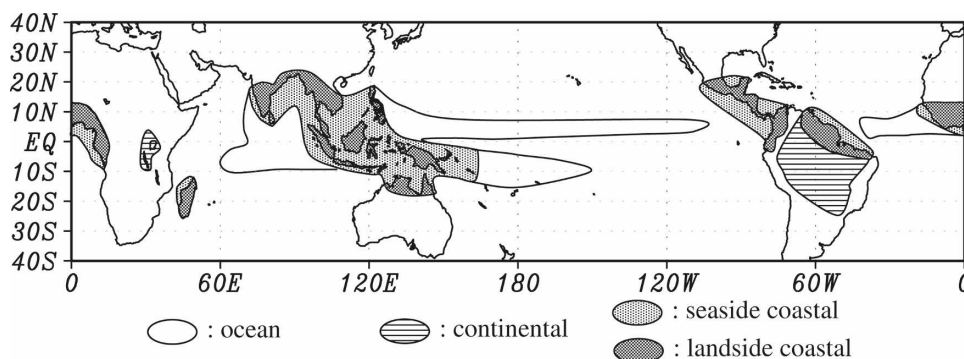 40N
30N
20N
10N
EQ
10S
20S
30S
40S
0 60E 120E 180 120W 60W 0
: ocean : continental : seaside coastal
: landside coastal